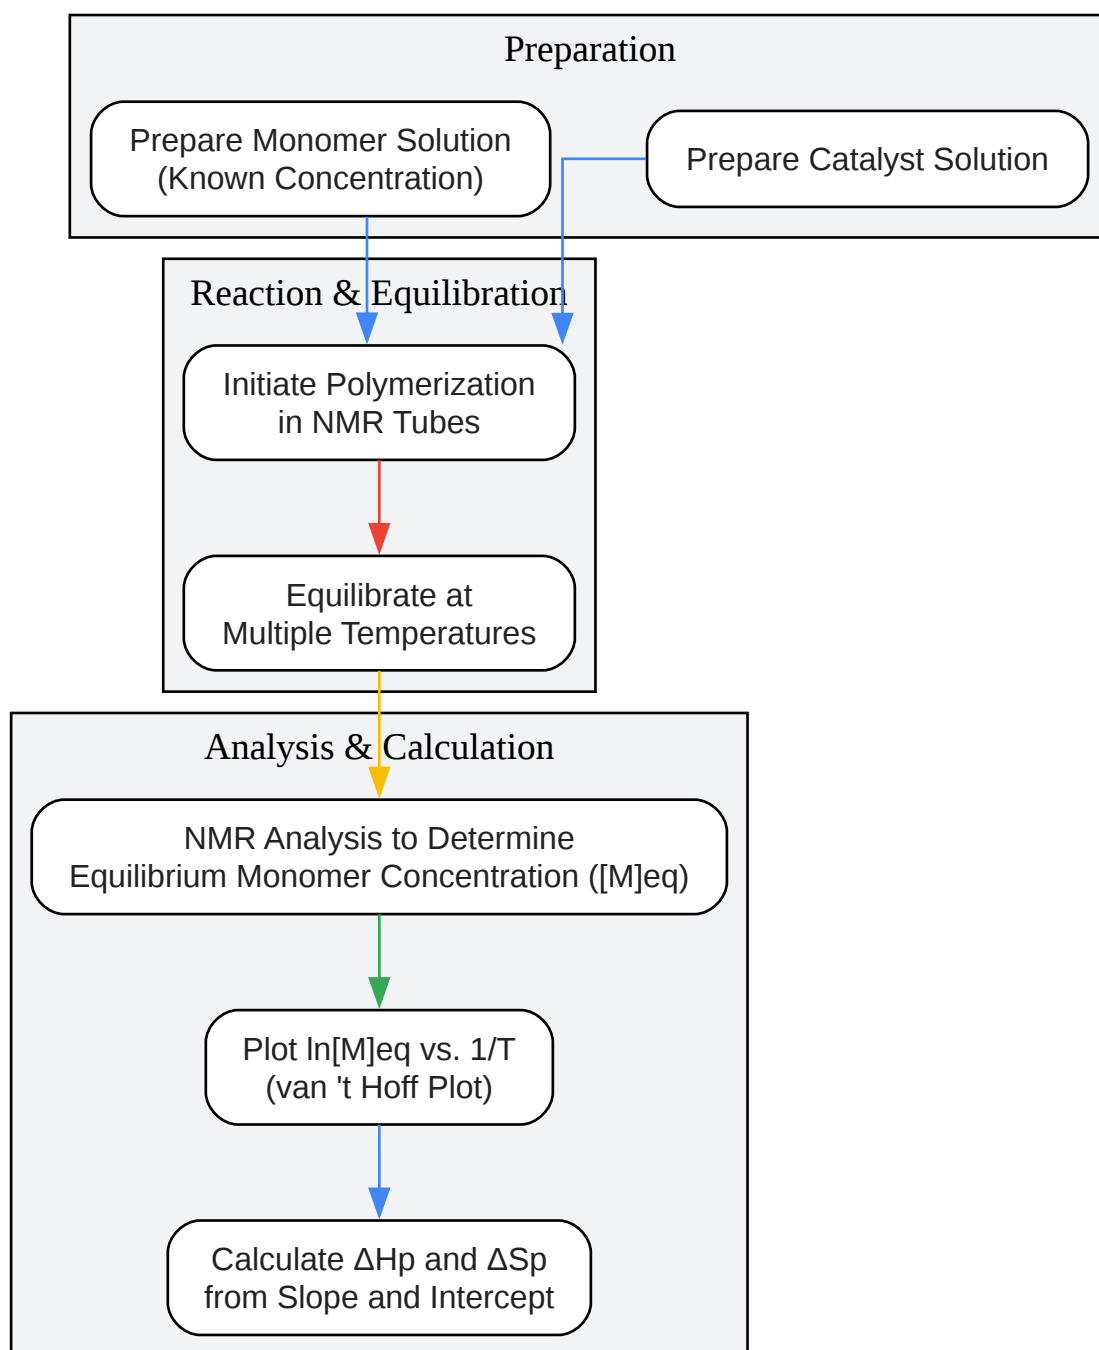 Preparation
Prepare Monomer Solution
(Known Concentration)
Prepare Catalyst Solution
Reaction & Equilibration
Initiate Polymerization
in NMR Tubes
Equilibrate at
Multiple Temperatures
Analysis & Calculation
NMR Analysis to Determine
Equilibrium Monomer Concentration ([M]eq)
Plot ln[M]eq vs. 1/T
(van 't Hoff Plot)
Calculate ΔHp and ΔSp
from Slope and Intercept